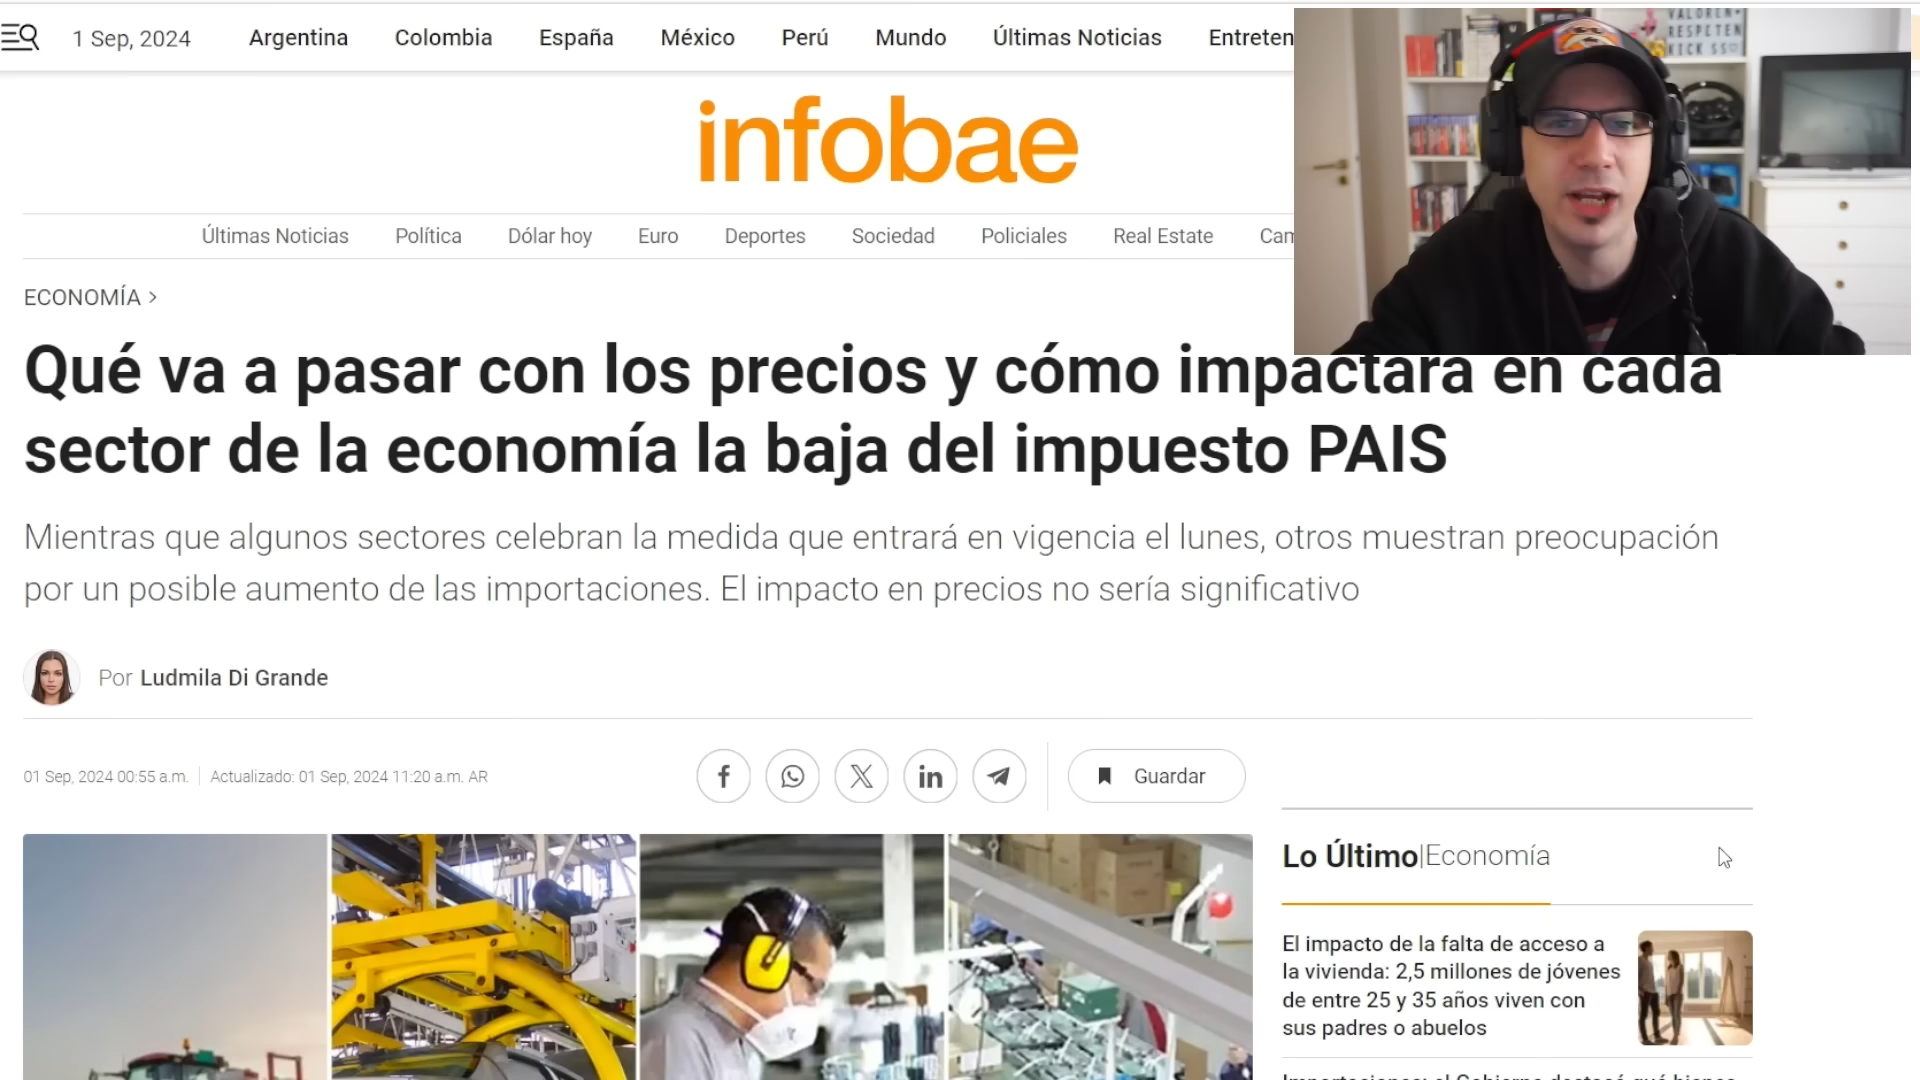 1 Sep, 2024 Argentina Colombia España México Perú Mundo Últimas Noticias Entreten
VALOREN
RESPETEN
KICK
infobae
Últimas Noticias Política Dólar hoy Euro Deportes Sociedad Policiales Real Estate Cam
ECONOMÍA >
Qué va a pasar con los precios y cómo impactará en cada
sector de la economía la baja del impuesto PAIS
Mientras que algunos sectores celebran la medida que entrará en vigencia el lunes, otros muestran preocupación
por un posible aumento de las importaciones. El impacto en precios no sería significativo
Por Ludmila Di Grande
01 Sep, 2024 00:55 a.m. Actualizado: 01 Sep, 2024 11:20 a.m. AR
Guardar
Lo Último|Economía
El impacto de la falta de acceso a
la vivienda: 2,5 millones de jóvenes
de entre 25 y 35 años viven con
sus padres o abuelos